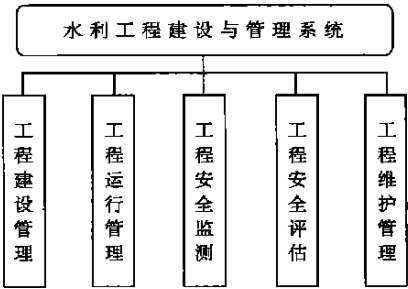 水利工程建设与管理系统
工程建设管理
工程运行管理
工程安全监测
工程安全评估
工程维护管理